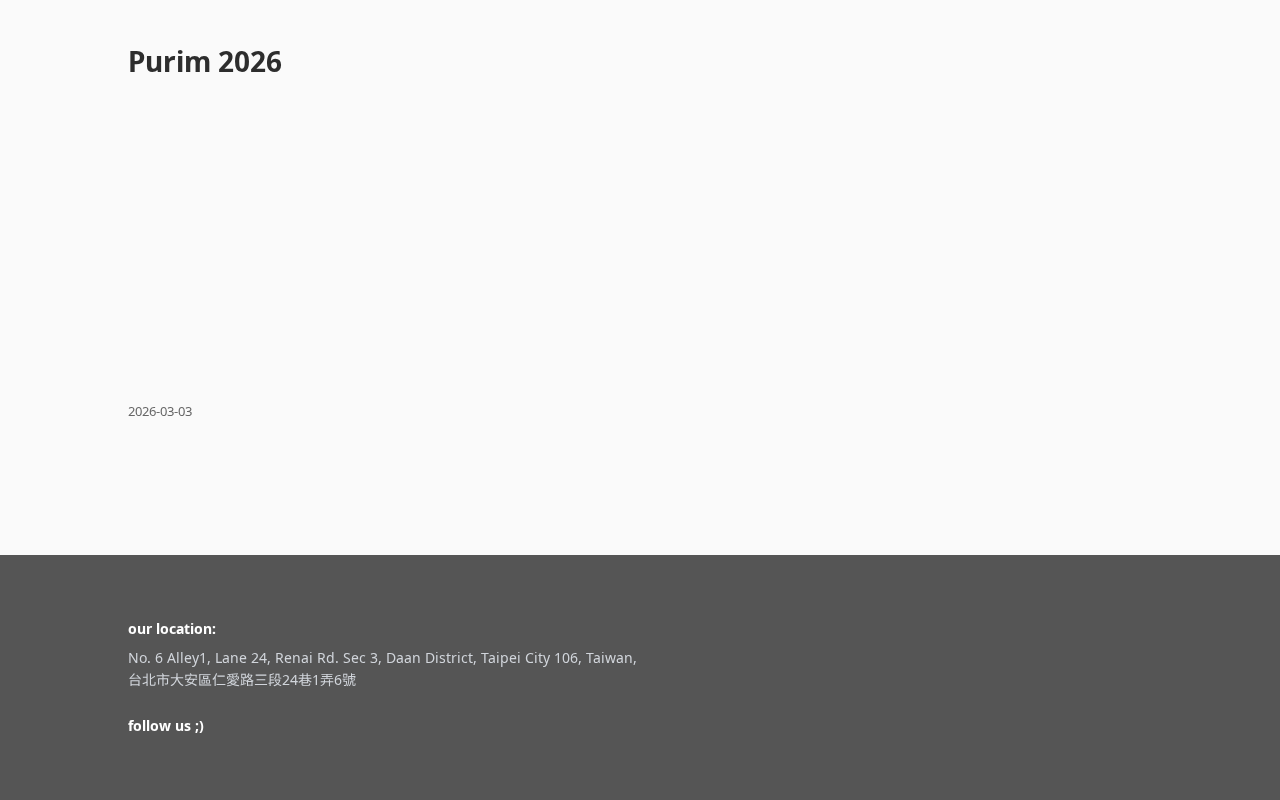 Purim 2026
2026-03-03
our location:
No. 6 Alley1, Lane 24, Renai Rd. Sec 3, Daan District, Taipei City 106, Taiwan,
台北市大安區仁愛路三段24巷1弄6號
follow us ;)